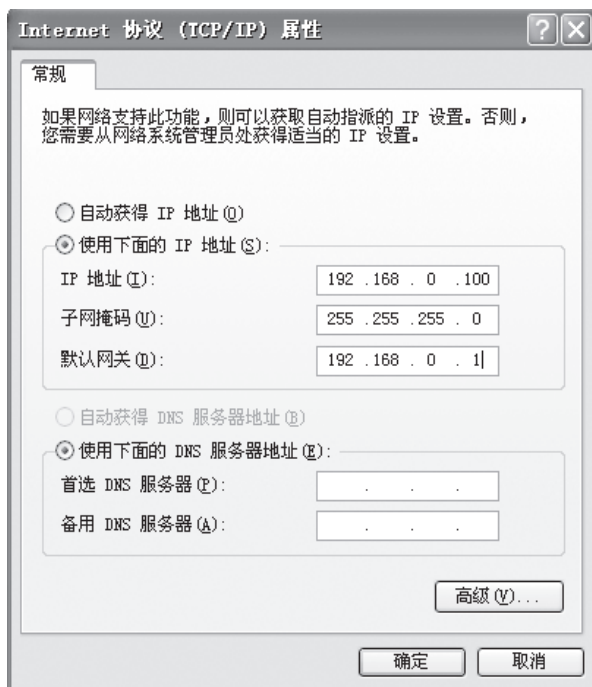 Internet 协议 (TCP/IP) 属性
常规
如果网络支持此功能,则可以获取自动指派的 IP 设置。否则,
您需要从网络系统管理员处获得适当的 IP 设置。
自动获得 IP 地址(O)
使用下面的 IP 地址(S):
IP 地址(I): 192 .168 . 0 .100
子网掩码(U): 255 .255 .255 . 0
默认网关(D): 192 .168 . 0 . 1
自动获得 DNS 服务器地址(B)
使用下面的 DNS 服务器地址(E):
首选 DNS 服务器(P): . . .
备用 DNS 服务器(A): . . .
高级(V)...
确定 取消